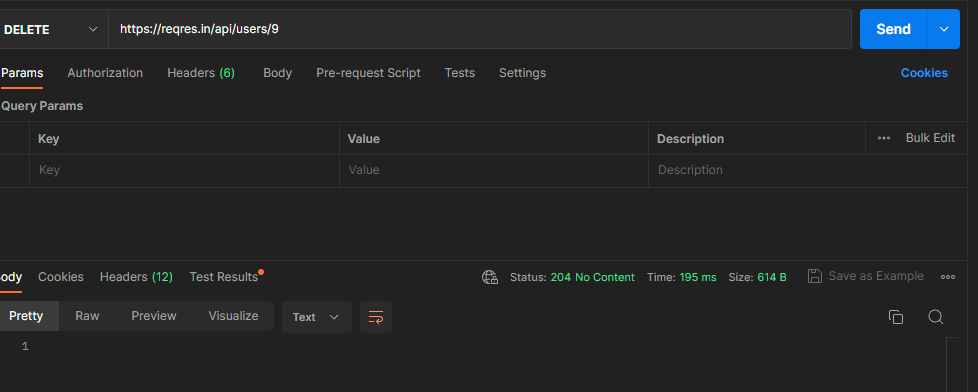 DELETE https://reqres.in/api/users/9 Send
Params Authorization Headers (6) Body Pre-request Script Tests Settings Cookies
Query Params
Key Value Description Bulk Edit
Key Value Description
ody Cookies Headers (12) Test Results Status: 204 No Content Time: 195 ms Size: 614 B Save as Example
Pretty Raw Preview Visualize Text
1